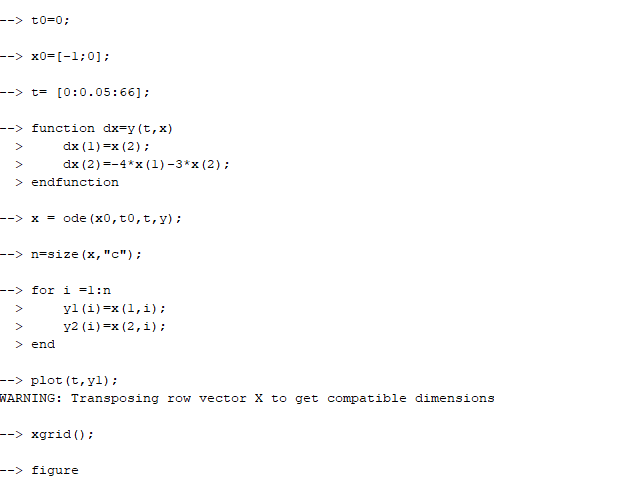 --> t0=0;
--> x0=[-1;0];
--> t= [0:0.05:66];
--> function dx=y(t,x)
  >     dx(1)=x(2);
  >     dx(2)=-4*x(1)-3*x(2);
  > endfunction
--> x = ode(x0,t0,t,y);
--> n=size(x,"c");
--> for i =1:n
  >     y1(i)=x(1,i);
  >     y2(i)=x(2,i);
  > end
--> plot(t,y1);
WARNING: Transposing row vector X to get compatible dimensions
--> xgrid();
--> figure